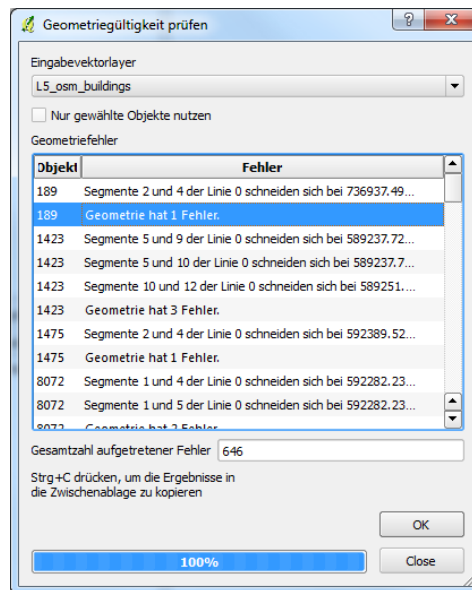 Geometriegültigkeit prüfen
Eingabevektorlayer
L5_osm_buildings
Nur gewählte Objekte nutzen
Geometriefehler
Objekt Fehler
189 Segmente 2 und 4 der Linie 0 schneiden sich bei 736937.49...
189 Geometrie hat 1 Fehler.
1423 Segmente 5 und 9 der Linie 0 schneiden sich bei 589237.72...
1423 Segmente 5 und 10 der Linie 0 schneiden sich bei 589237.7...
1423 Segmente 10 und 12 der Linie 0 schneiden sich bei 589251....
1423 Geometrie hat 3 Fehler.
1475 Segmente 2 und 4 der Linie 0 schneiden sich bei 592389.52...
1475 Geometrie hat 1 Fehler.
8072 Segmente 1 und 4 der Linie 0 schneiden sich bei 592282.23...
8072 Segmente 1 und 5 der Linie 0 schneiden sich bei 592282.23...
8072 Geometrie hat 2 Fehler.
Gesamtzahl aufgetretener Fehler 646
Strg+C drücken, um die Ergebnisse in
die Zwischenablage zu kopieren
OK
100% Close